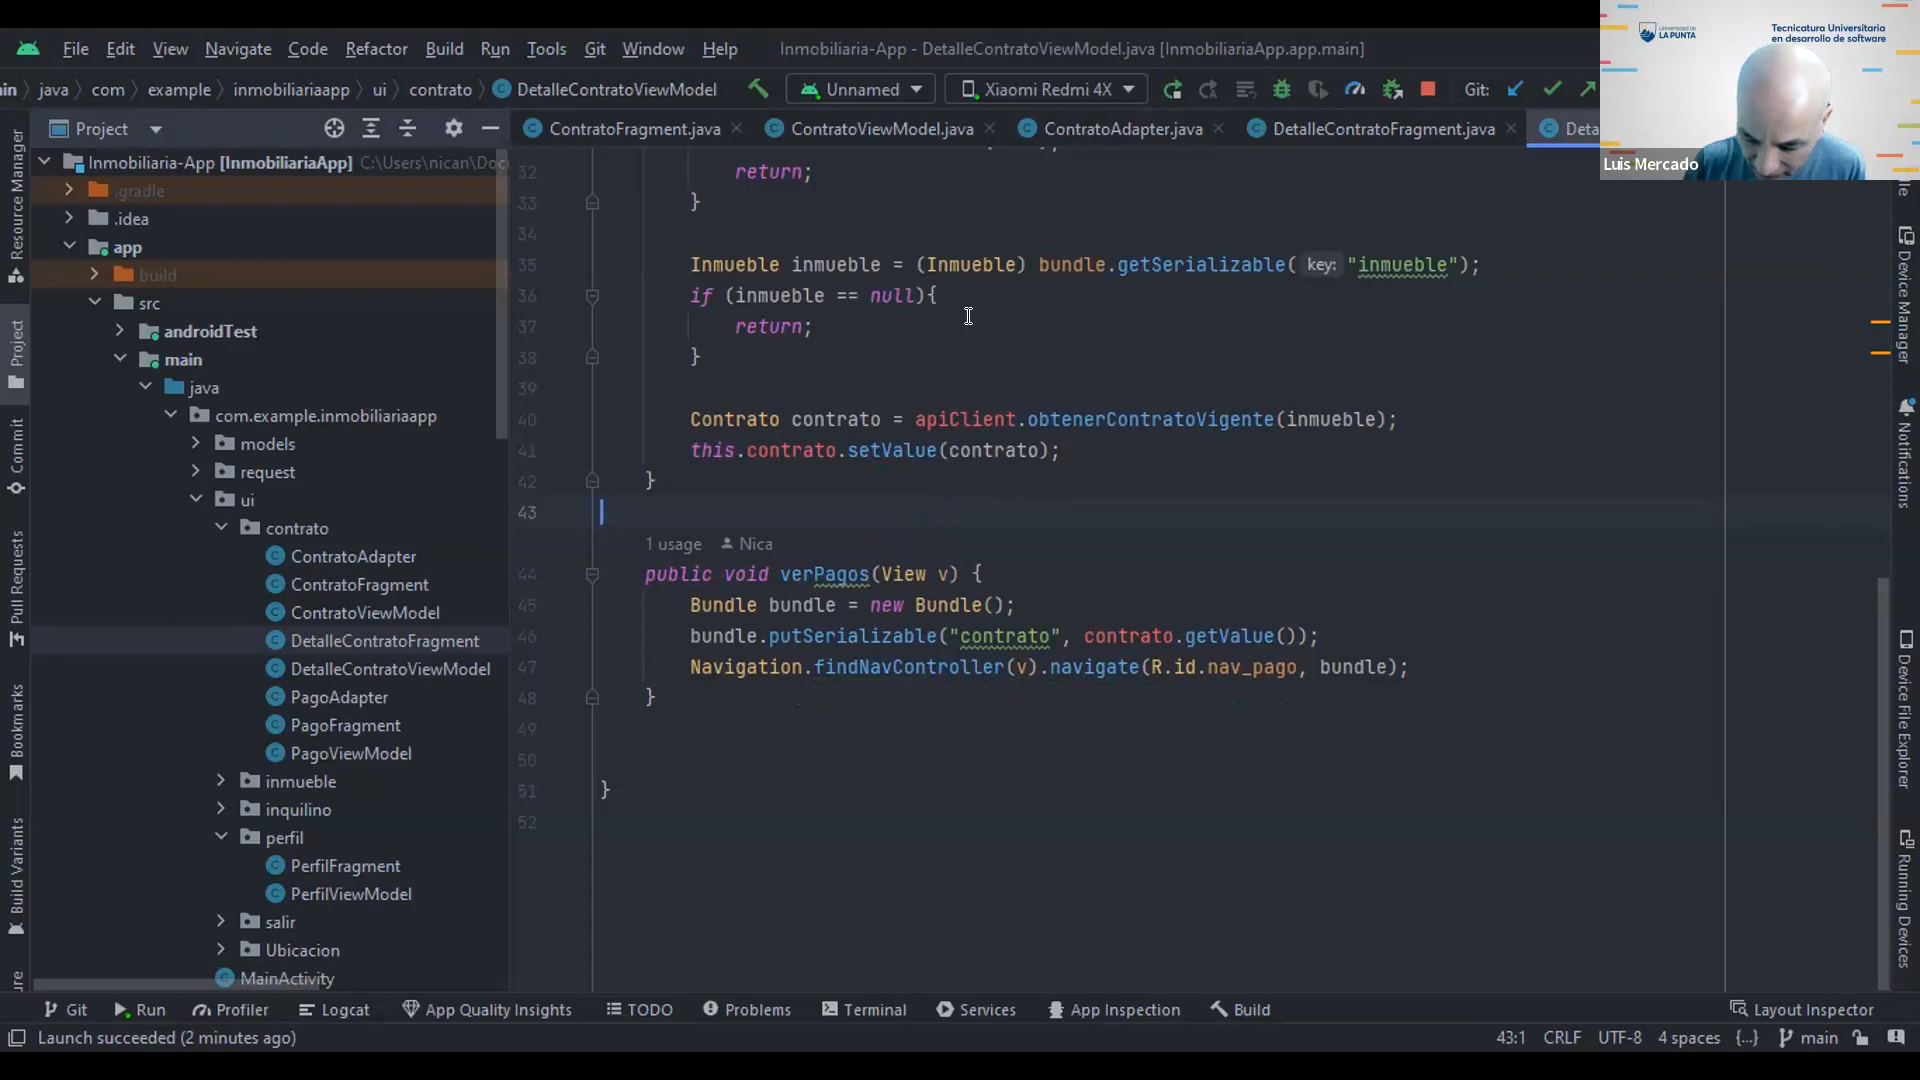 File Edit View Navigate Code Refactor Build Run Tools Git Window Help Inmobiliaria-App - DetalleContratoViewModel.java [InmobiliariaApp.app.main]
Universidad de LA PUNTA
Tecnicatura Universitaria
en desarrollo de software
Luis Mercado
in java com example inmobiliariaapp ui contrato DetalleContratoViewModel Unnamed Xiaomi Redmi 4X Git:
Project
ContratoFragment.java ContratoViewModel.java ContratoAdapter.java DetalleContratoFragment.java Deta
Inmobiliaria-App [InmobiliariaApp] C:\Users\nican\Doc
.gradle
.idea
app
build
src
androidTest
main
java
com.example.inmobiliariaapp
models
request
ui
contrato
ContratoAdapter
ContratoFragment
ContratoViewModel
DetalleContratoFragment
DetalleContratoViewModel
PagoAdapter
PagoFragment
PagoViewModel
inmueble
inquilino
perfil
PerfilFragment
PerfilViewModel
salir
Ubicacion
MainActivity
32 return;
33 }
34
35 Inmueble inmueble = (Inmueble) bundle.getSerializable( key: "inmueble");
36 if (inmueble == null){
37 return;
38 }
39
40 Contrato contrato = apiClient.obtenerContratoVigente(inmueble);
41 this.contrato.setValue(contrato);
42 }
43
1 usage Nica
44 public void verPagos(View v) {
45 Bundle bundle = new Bundle();
46 bundle.putSerializable("contrato", contrato.getValue());
47 Navigation.findNavController(v).navigate(R.id.nav_pago, bundle);
48 }
49
50
51 }
52
Resource Manager
Project
Commit
Pull Requests
Bookmarks
Build Variants
Device Manager
Notifications
Device File Explorer
Running Devices
Git Run Profiler Logcat App Quality Insights TODO Problems Terminal Services App Inspection Build Layout Inspector
Launch succeeded (2 minutes ago) 43:1 CRLF UTF-8 4 spaces {...} main